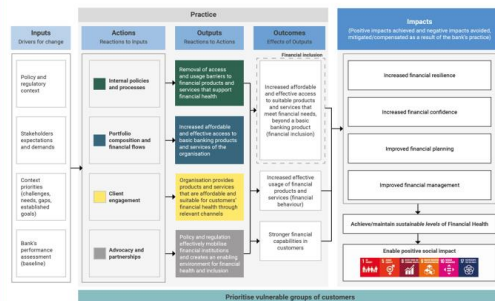 Practice
Impacts
(Positive impacts achieved and negative impacts avoided,
mitigated/compensated as a result of the bank's practice)
Inputs
Drivers for change
Actions
Reactions to Inputs
Outputs
Reactions to Actions
Outcomes
Effects of Outputs
Financial inclusion
Policy and
regulatory
context
Stakeholders
expectations
and demands
Context
priorities
(challenges,
needs, gaps,
established
goals)
Bank's
performance
assessment
(baseline)
Internal policies
and processes
Portfolio
composition and
financial flows
Client
engagement
Advocacy and
partnerships
Removal of access
and usage barriers to
financial products and
services that support
financial health
Increased affordable
and effective access to
basic banking products
and services of the
organisation
Organisation provides
products and services
that are affordable and
suitable for customers'
financial health through
relevant channels
Policy and regulation
effectively mobilise
financial institutions
and creates an enabling
environment for financial
health and inclusion
Increased affordable
and effective access
to suitable products
and services that
meet financial needs,
beyond a basic
banking product
(financial inclusion)
Increased effective
usage of financial
products and
services (financial
behaviour)
Stronger financial
capabilities in
customers
Increased financial resilience
Increased financial confidence
Improved financial planning
Improved financial management
Achieve/maintain sustainable levels of Financial Health
Enable positive social impact
Prioritise vulnerable groups of customers